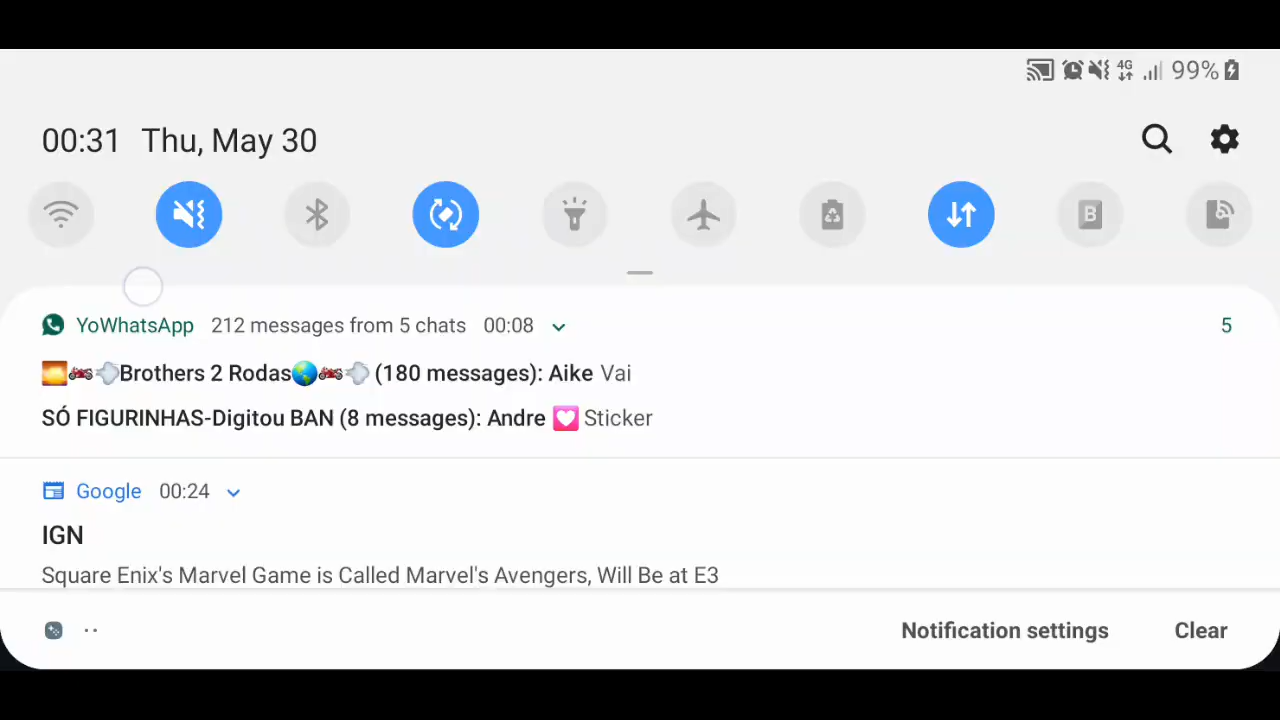 4G 99%
00:31 Thu, May 30
B
YoWhatsApp 212 messages from 5 chats 00:08 5
🌅🏍️💨Brothers 2 Rodas🌎🏍️💨 (180 messages): Aike Vai
SÓ FIGURINHAS-Digitou BAN (8 messages): Andre 💟 Sticker
Google 00:24
IGN
Square Enix's Marvel Game is Called Marvel's Avengers, Will Be at E3
Notification settings Clear